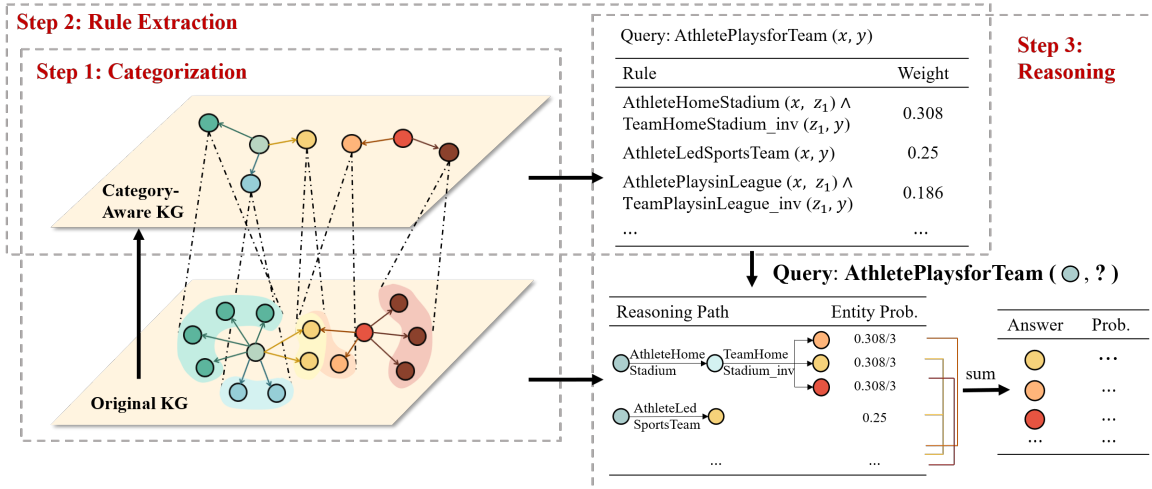 Step 2: Rule Extraction
Step 1: Categorization
Category-
Aware KG
Original KG
Query: AthletePlaysforTeam (x, y)
Rule Weight
AthleteHomeStadium (x, z₁) ∧
TeamHomeStadium_inv (z₁, y)
0.308
AthleteLedSportsTeam (x, y) 0.25
AthletePlaysinLeague (x, z₁) ∧
TeamPlaysinLeague_inv (z₁, y)
0.186
... ...
Step 3:
Reasoning
Query: AthletePlaysforTeam ( , ? )
Reasoning Path Entity Prob.
AthleteHome
Stadium
TeamHome
Stadium_inv
0.308/3
0.308/3
0.308/3
AthleteLed
SportsTeam
0.25
... ...
sum
Answer Prob.
...
...
...
... ...